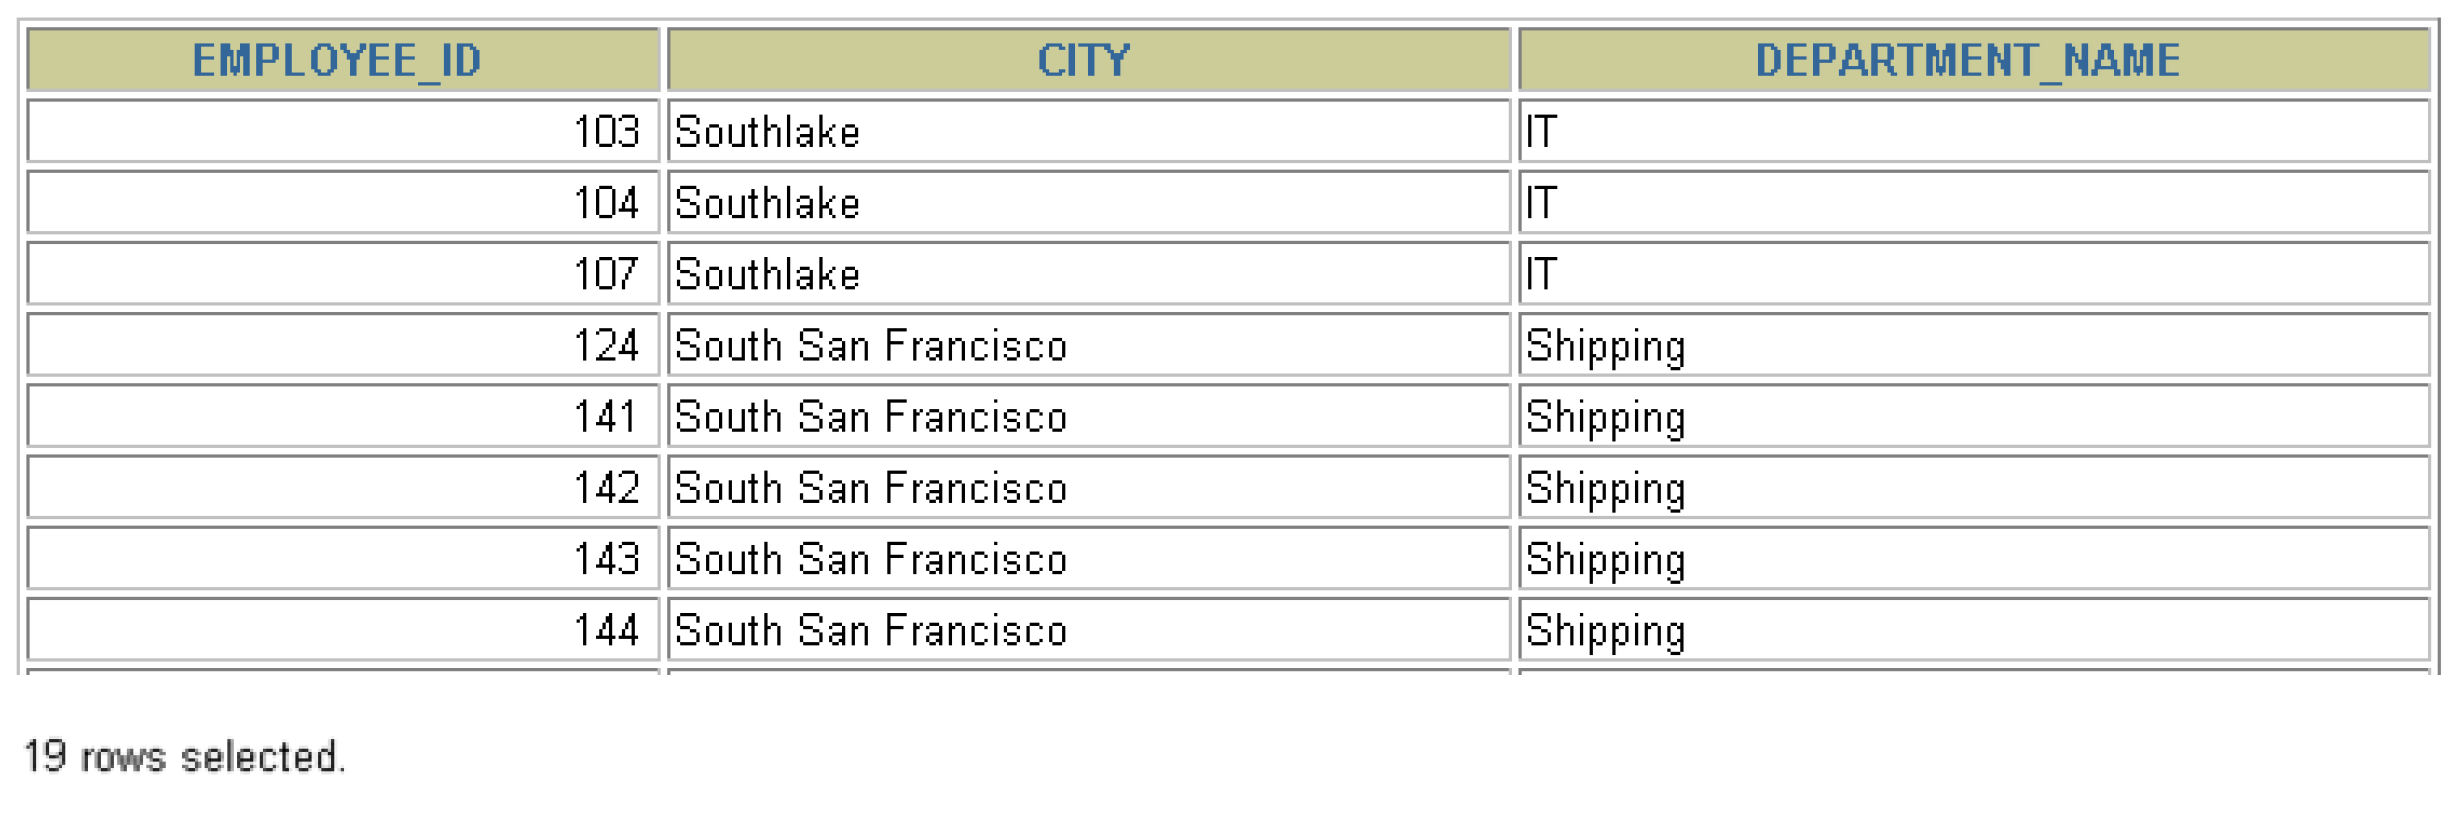 EMPLOYEE_ID CITY DEPARTMENT_NAME
103 Southlake IT
104 Southlake IT
107 Southlake IT
124 South San Francisco Shipping
141 South San Francisco Shipping
142 South San Francisco Shipping
143 South San Francisco Shipping
144 South San Francisco Shipping
19 rows selected.